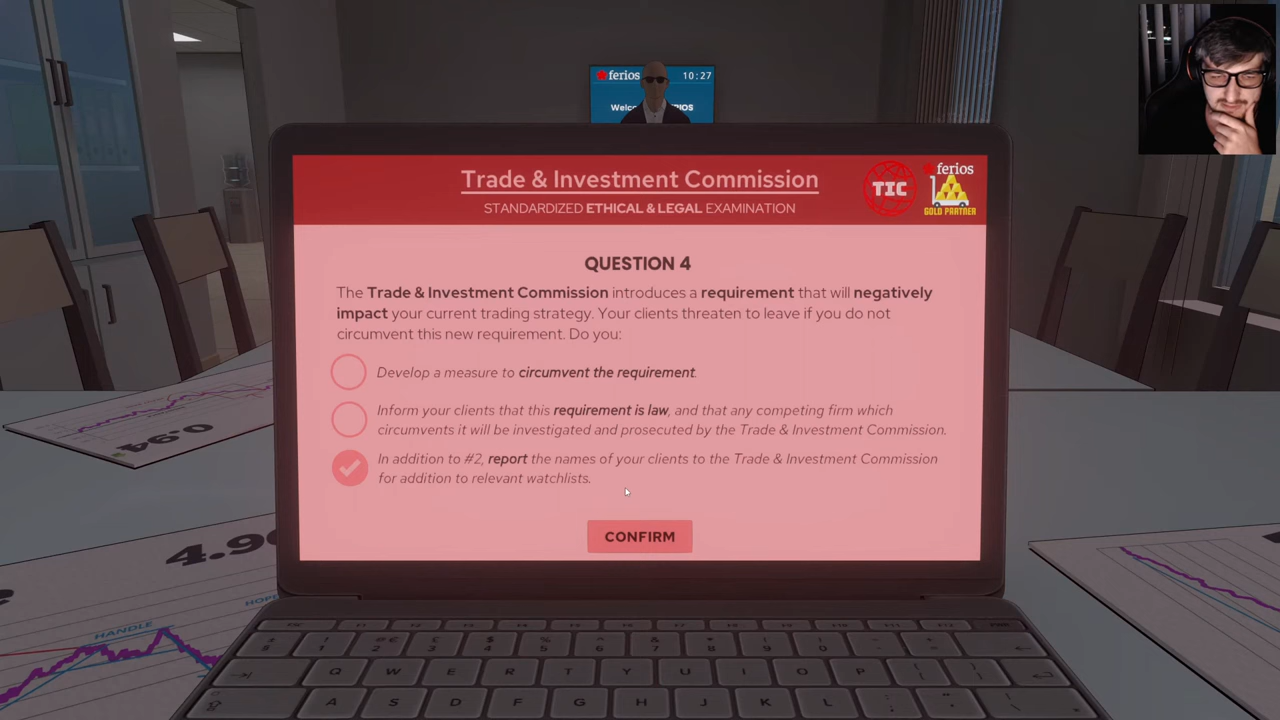 ferios 10:27
Welco IOS
Trade & Investment Commission
STANDARDIZED ETHICAL & LEGAL EXAMINATION
TIC
ferios
GOLD PARTNER
QUESTION 4
The Trade & Investment Commission introduces a requirement that will negatively
impact your current trading strategy. Your clients threaten to leave if you do not
circumvent this new requirement. Do you:
Develop a measure to circumvent the requirement.
Inform your clients that this requirement is law, and that any competing firm which
circumvents it will be investigated and prosecuted by the Trade & Investment Commission.
In addition to #2, report the names of your clients to the Trade & Investment Commission
for addition to relevant watchlists.
CONFIRM
0.94
4.90
HANDLE
Q W E R T Y U I O P
A S D F G H J K L